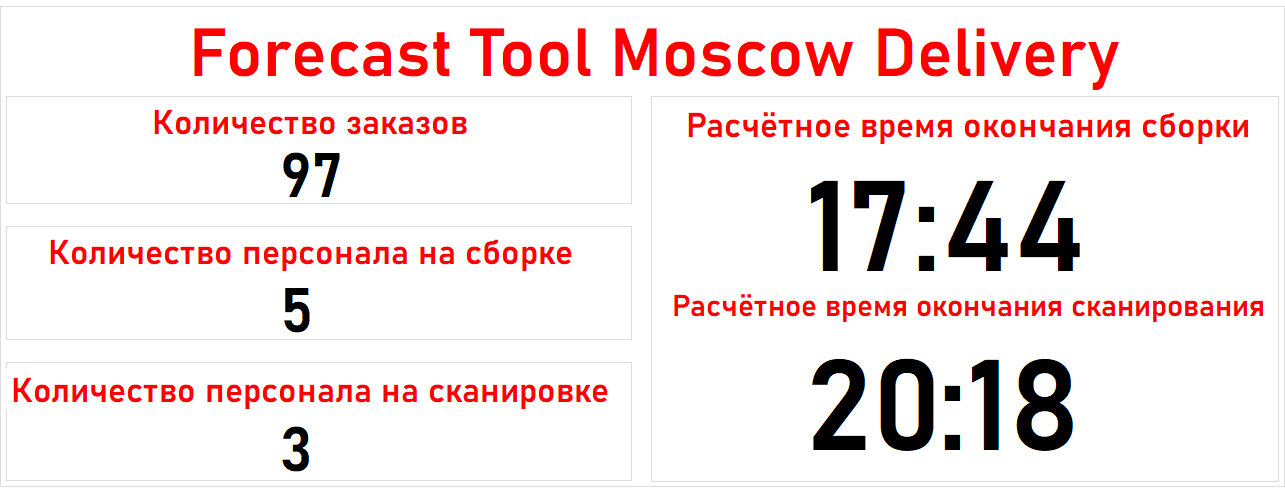 Forecast Tool Moscow Delivery
Количество заказов
97
Количество персонала на сборке
5
Количество персонала на сканировке
3
Расчётное время окончания сборки
17:44
Расчётное время окончания сканирования
20:18